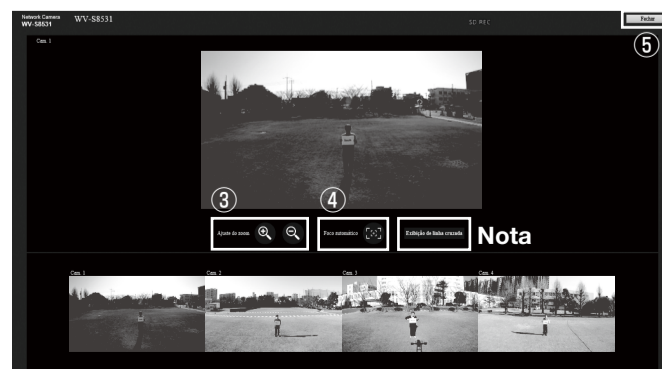 Network Camera
WV-S8531
WV-S8531
SD REC
Fechar
⑤
Cam. 1
③
④
Ajuste do zoom
Foco automático
Exibição de linha cruzada
Nota
Cam. 1
Cam. 2
Cam. 3
Cam. 4